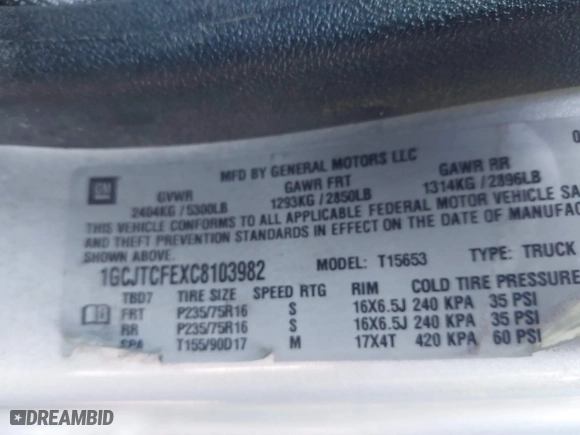 MFD BY GENERAL MOTORS LLC
GM GVWR GAWR FRT GAWR RR
2404KG / 5300LB 1293KG / 2850LB 1314KG / 2896LB
THIS VEHICLE CONFORMS TO ALL APPLICABLE FEDERAL MOTOR VEHICLE SA
AND THEFT PREVENTION STANDARDS IN EFFECT ON THE DATE OF MANUFAC
SHOWN ABOVE.
1GCJTCFEXC8103982 MODEL: T15653 TYPE: TRUCK
TBD7 TIRE SIZE SPEED RTG RIM COLD TIRE PRESSURE
FRT P235/75R16 S 16X6.5J 240 KPA 35 PSI
RR P235/75R16 S 16X6.5J 240 KPA 35 PSI
SPA T155/90D17 M 17X4T 420 KPA 60 PSI
DREAMBID